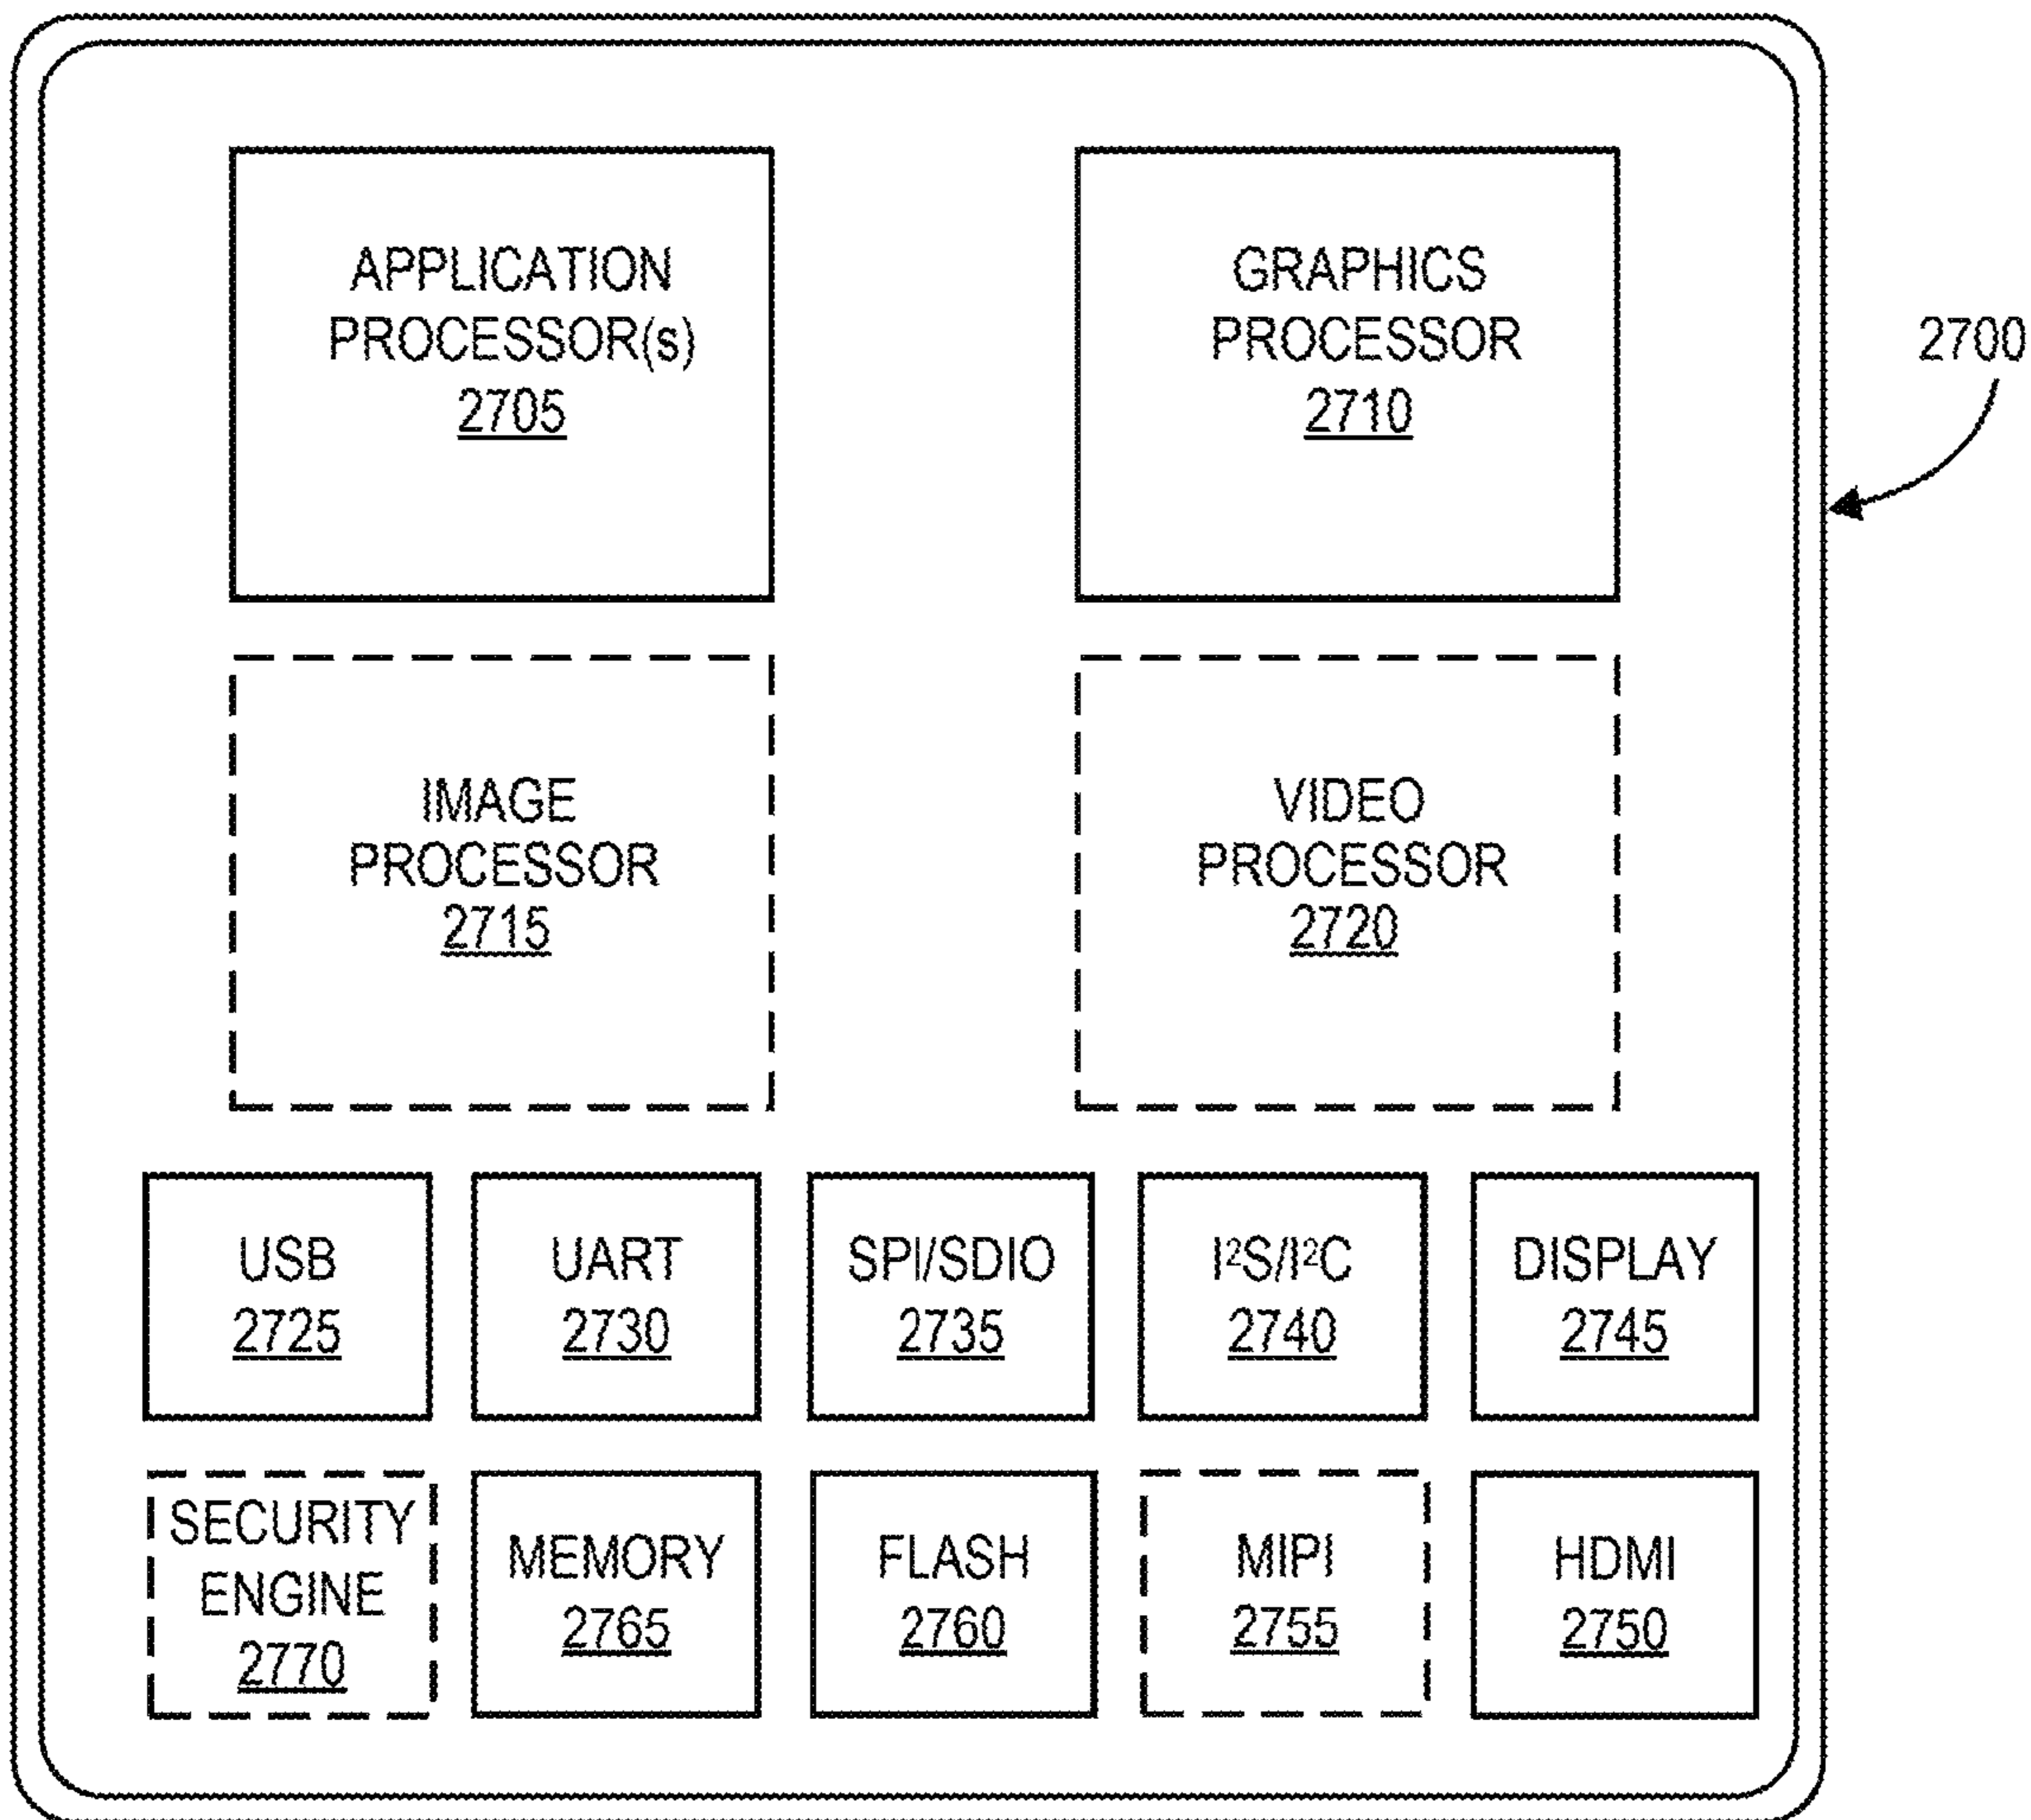 APPLICATION
PROCESSOR(s)
2705
GRAPHICS
PROCESSOR
2710
2700
IMAGE
PROCESSOR
2715
VIDEO
PROCESSOR
2720
USB
2725
UART
2730
SPI/SDIO
2735
I²S/I²C
2740
DISPLAY
2745
SECURITY
ENGINE
2770
MEMORY
2765
FLASH
2760
MIPI
2755
HDMI
2750